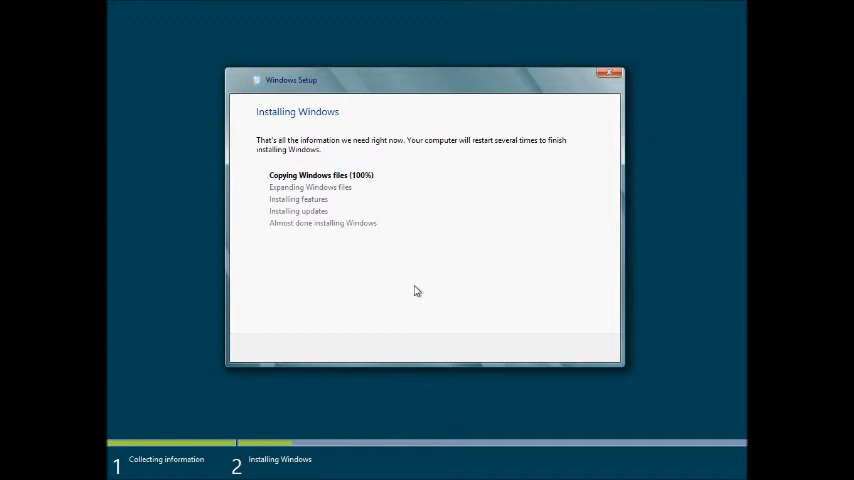 Windows Setup
Installing Windows
That's all the information we need right now. Your computer will restart several times to finish
installing Windows.
Copying Windows files (100%)
Expanding Windows files
Installing features
Installing updates
Almost done installing Windows
1 Collecting information 2 Installing Windows